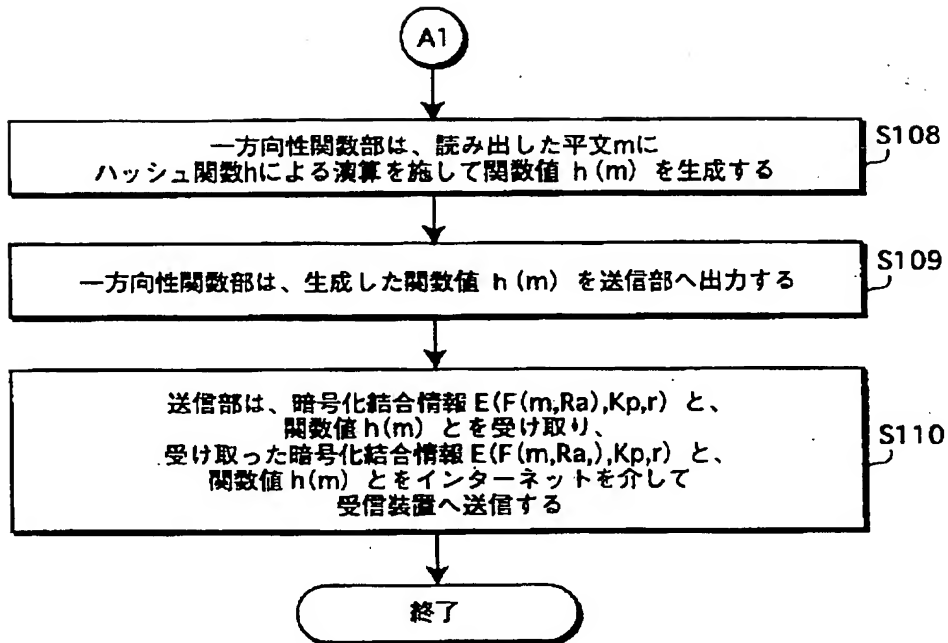 A1
一方向性関数部は、読み出した平文mに
ハッシュ関数hによる演算を施して関数値 h(m) を生成する
S108
一方向性関数部は、生成した関数値 h(m) を送信部へ出力する
S109
送信部は、暗号化結合情報E(F(m,Ra),Kp,r) と、
関数値h(m) とを受け取り、
受け取った暗号化結合情報E(F(m,Ra,),Kp,r) と、
関数値h(m) とをインターネットを介して
受信装置へ送信する
S110
終了